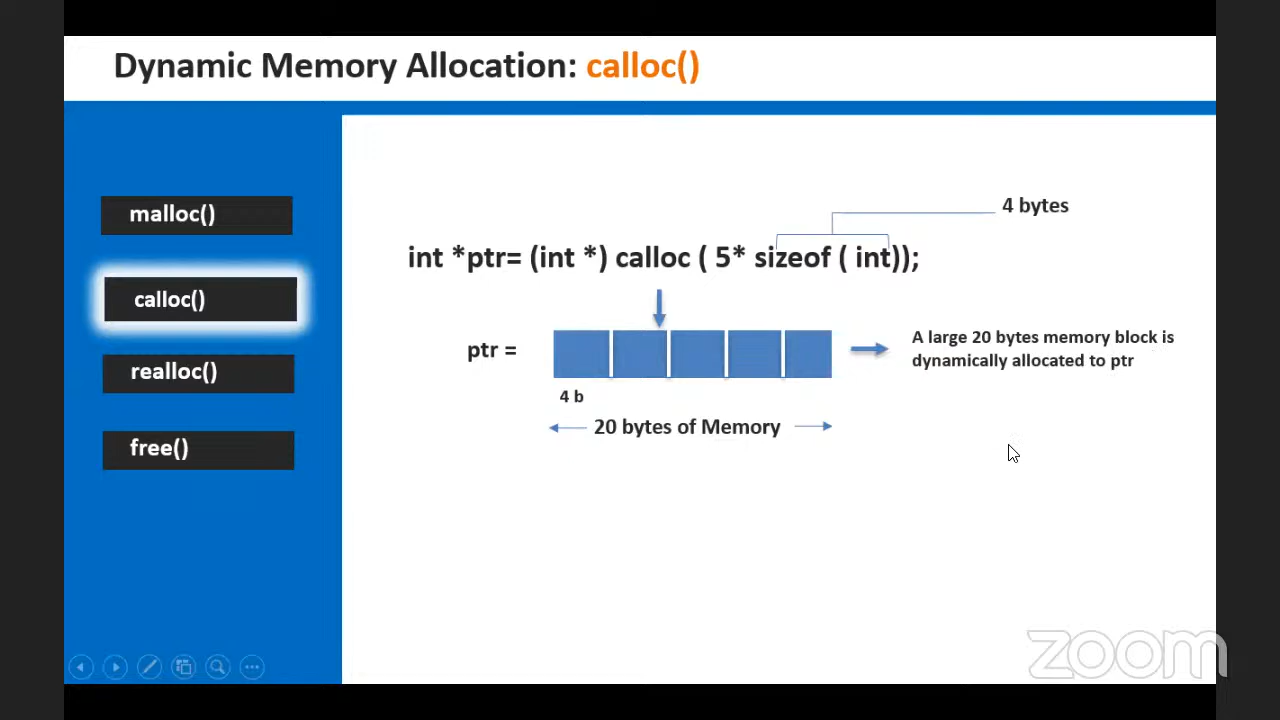 Dynamic Memory Allocation: calloc()
malloc()
calloc()
realloc()
free()
4 bytes
int *ptr= (int *) calloc ( 5* sizeof ( int));
ptr =
A large 20 bytes memory block is
dynamically allocated to ptr
4 b
20 bytes of Memory
zoom